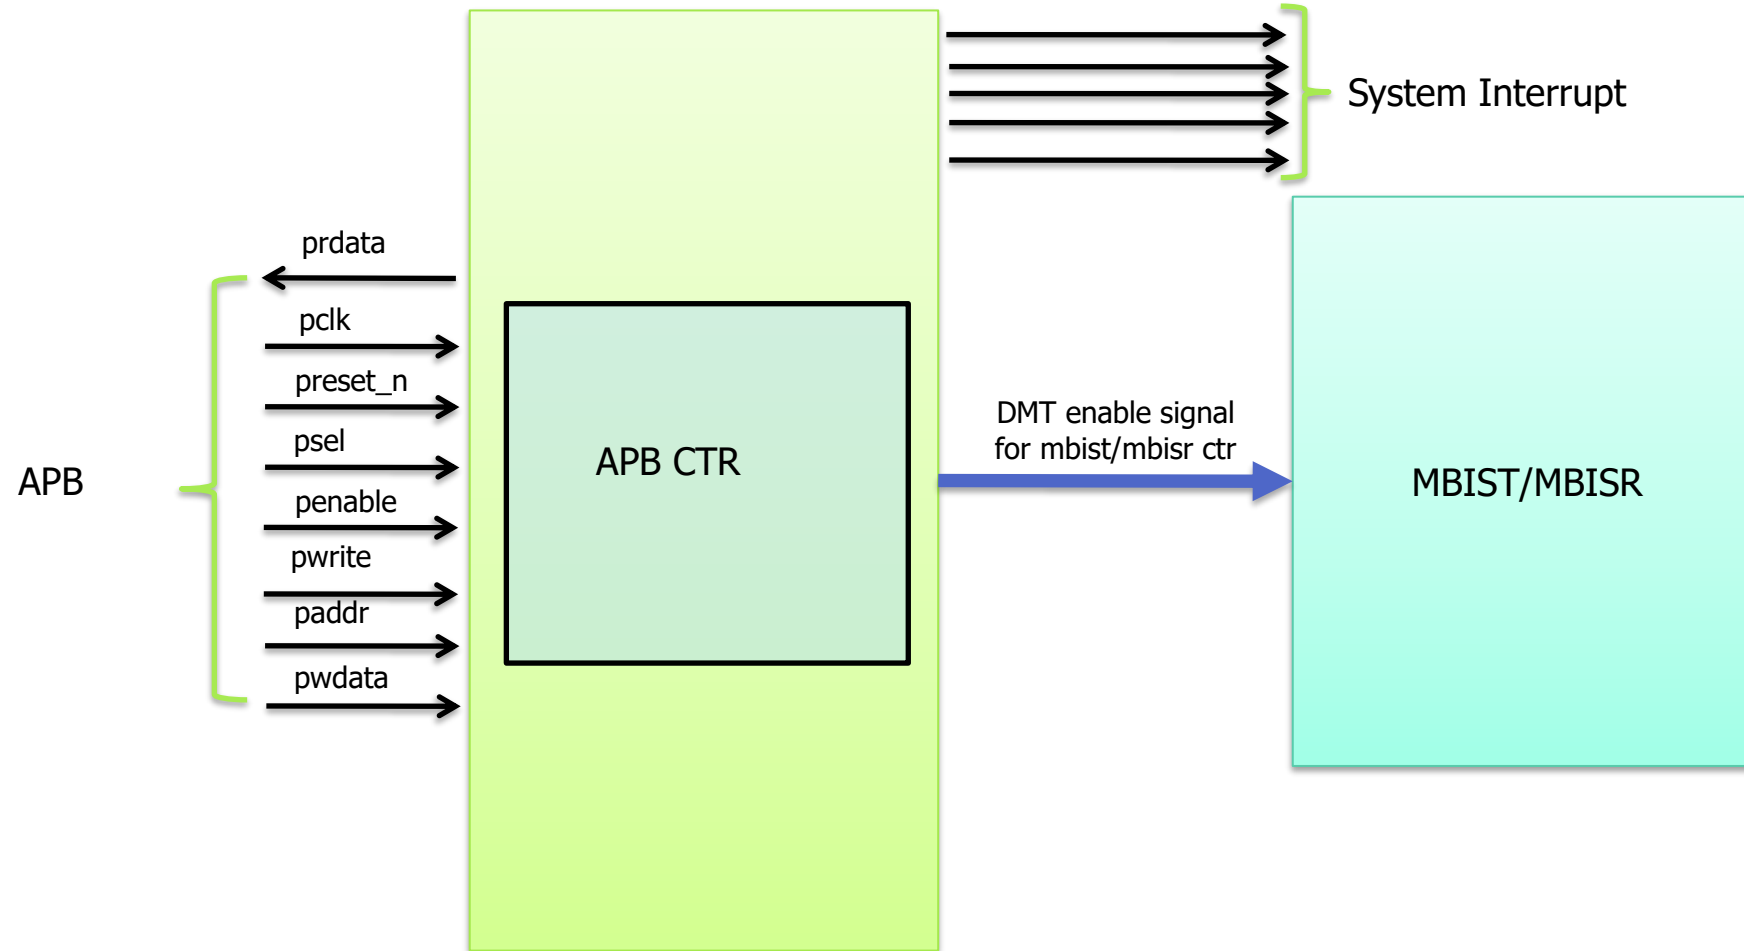 System Interrupt
prdata
pclk
preset_n
psel
penable
pwrite
paddr
pwdata
APB
APB CTR
DMT enable signal
for mbist/mbisr ctr
MBIST/MBISR